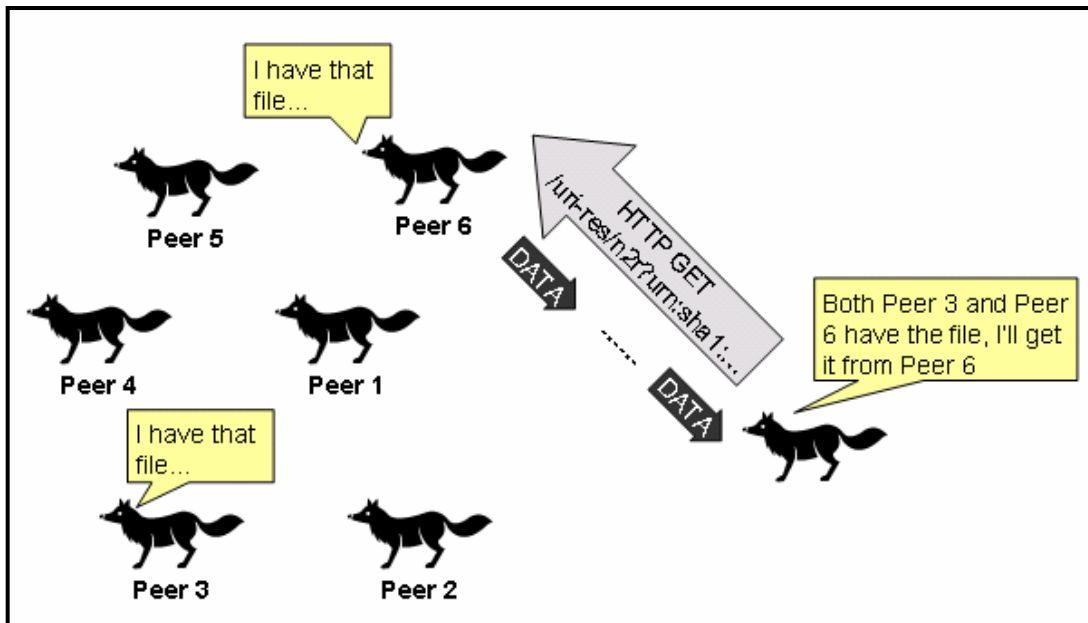 I have that
file...
Peer 5
Peer 6
HTTP GET
/uri-res/n2r?urn:sha1:...
DATA
DATA
Both Peer 3 and Peer
6 have the file, I'll get
it from Peer 6
Peer 4
Peer 1
I have that
file...
Peer 3
Peer 2